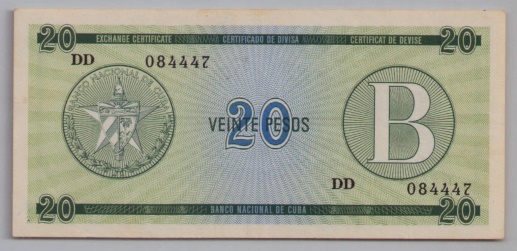 20 EXCHANGE CERTIFICATE CERTIFICADO DE DIVISA CERTIFICAT DE DEVISE 20
DD 084447
BANCO NACIONAL DE CUBA
VEINTE PESOS
20
B
DD 084447
20 BANCO NACIONAL DE CUBA 20